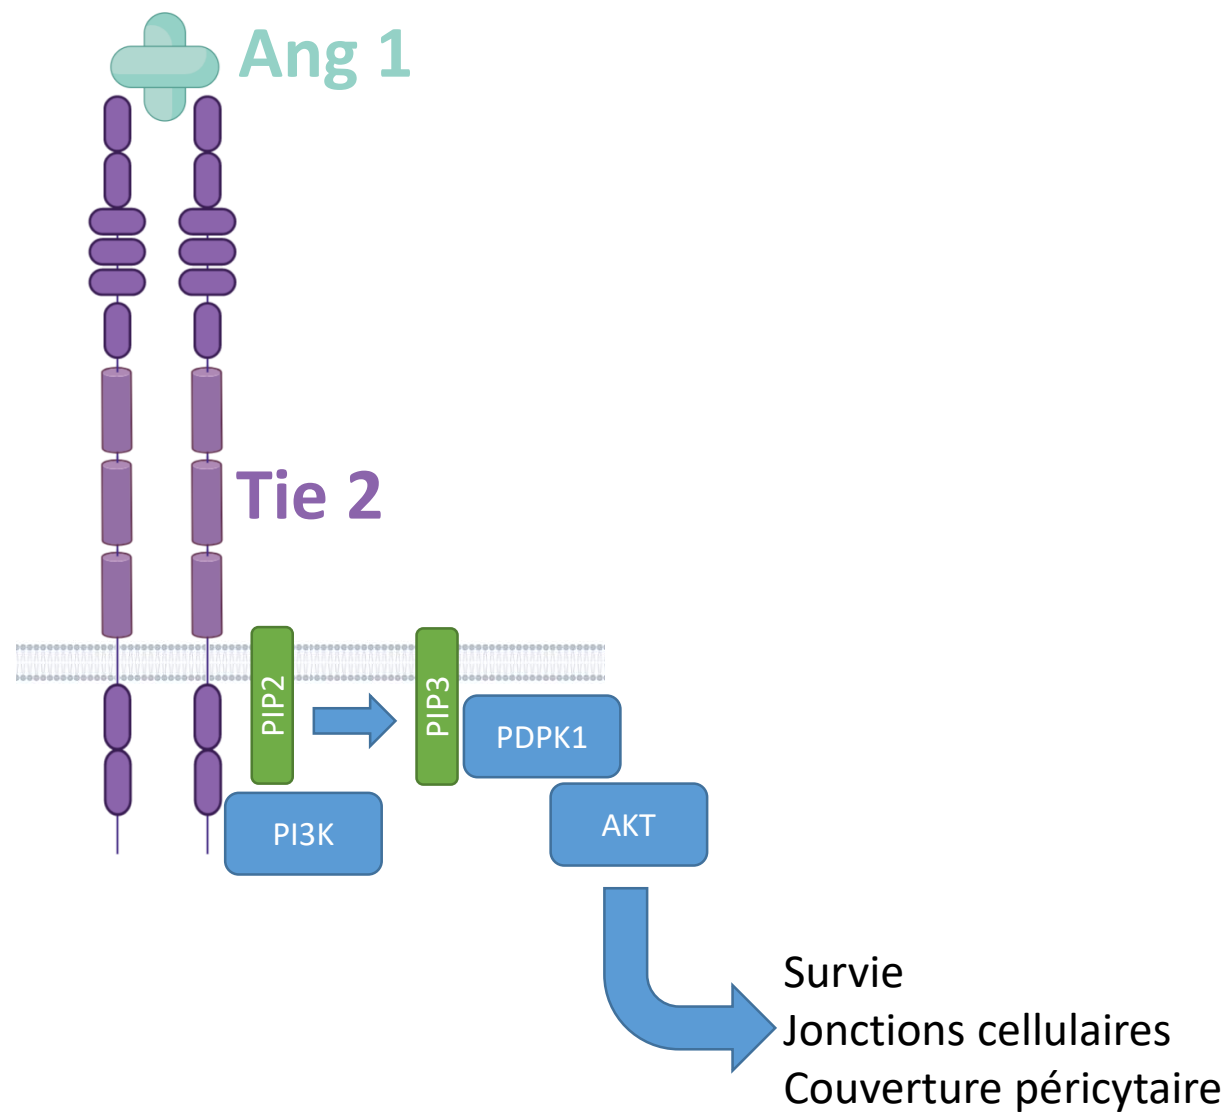 Ang 1
Tie 2
PIP2
PIP3
PDPK1
PI3K
AKT
Survie
Jonctions cellulaires
Couverture péricytaire